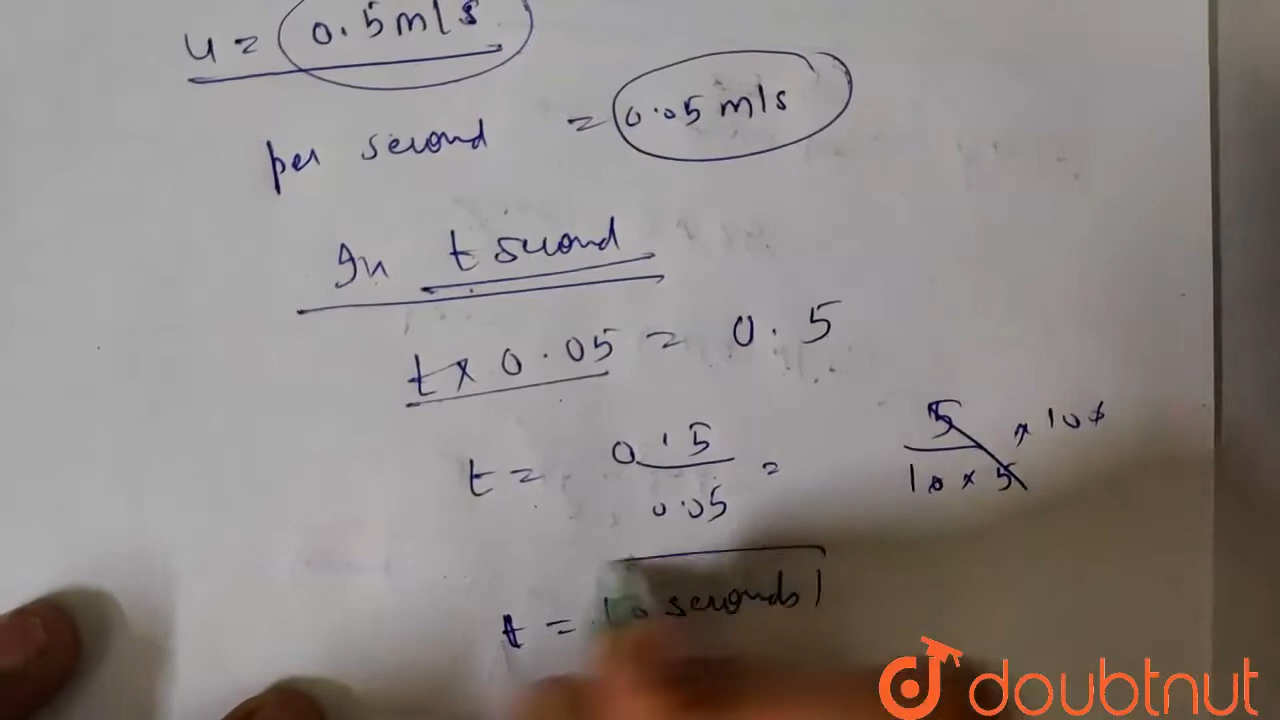 u = 0.5 m/s
per second = 0.05 m/s
In t second
t x 0.05 = 0.5
t = 0.5 / 0.05 = 5 / 10 x 5 x 100
t = 10 seconds
doubtnut